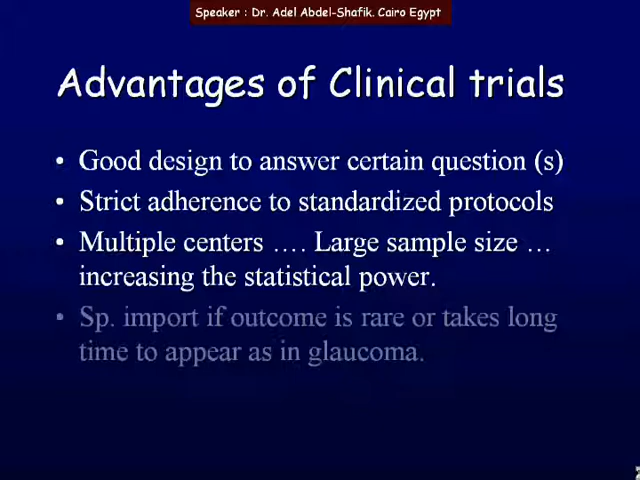 Speaker : Dr. Adel Abdel-Shafik. Cairo Egypt
Advantages of Clinical trials
• Good design to answer certain question (s)
• Strict adherence to standardized protocols
• Multiple centers .... Large sample size ...
increasing the statistical power.
• Sp. import if outcome is rare or takes long
time to appear as in glaucoma.